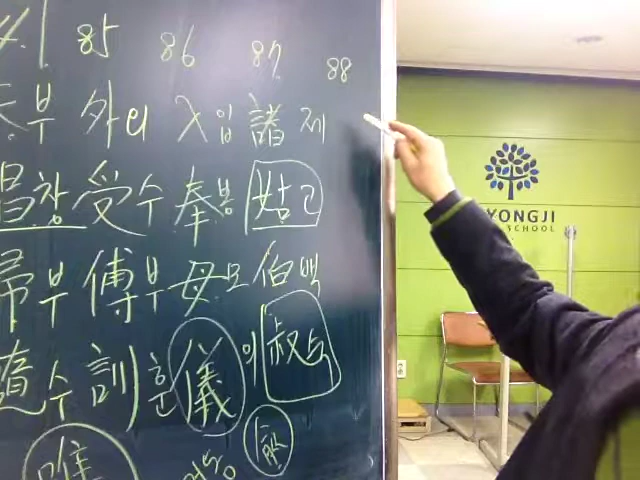 85 86 87 88
夫부 外외 入입 諸제
唱창 受수 奉봉 姑고
婦부 傅부 母모 伯백
隨수 訓훈 儀의 叔숙
唯
YONGJI
SCHOOL